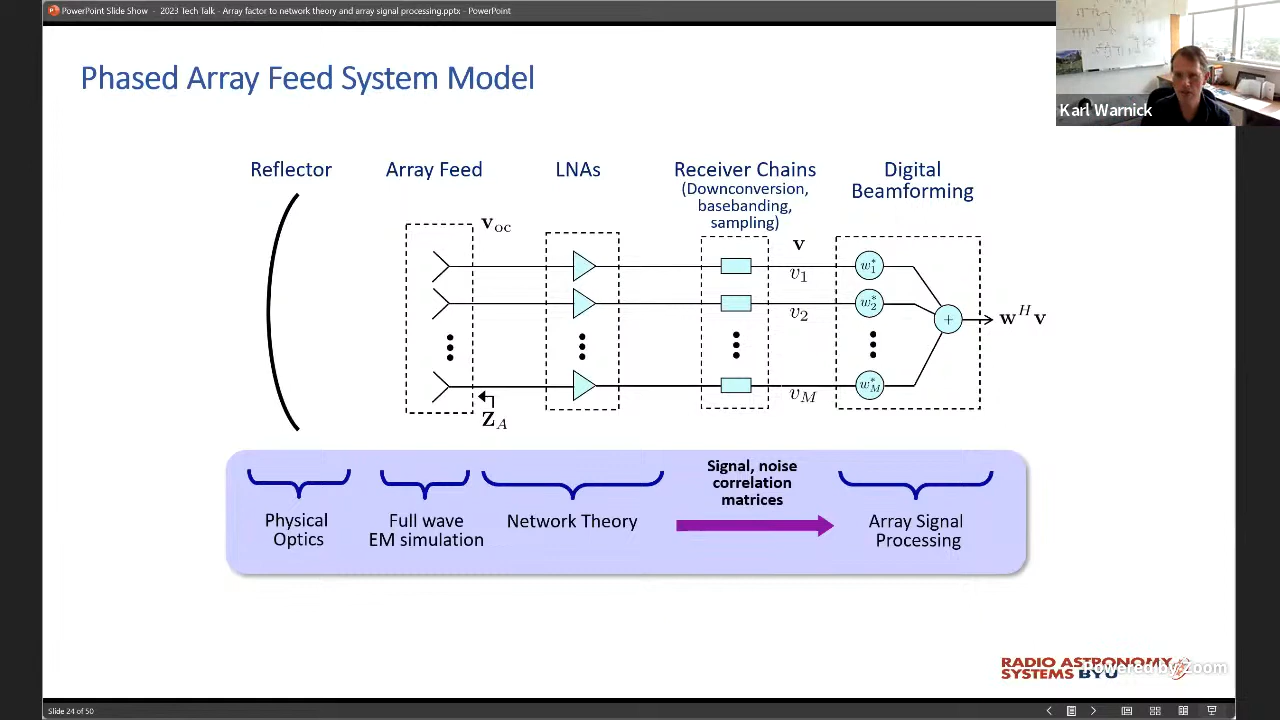 PowerPoint Slide Show - 2023 Tech Talk - Array factor to network theory and array signal processing.pptx - PowerPoint
Karl Warnick
Phased Array Feed System Model
Reflector
Array Feed
LNAs
Receiver Chains
(Downconversion,
basebanding,
sampling)
Digital
Beamforming
v_oc
v
v_1
w_1^*
v_2
w_2^*
+
w^H v
v_M
w_M^*
Z_A
Physical
Optics
Full wave
EM simulation
Network Theory
Signal, noise
correlation
matrices
Array Signal
Processing
RADIO ASTRONOMY
SYSTEMS BYU
Powered by Zoom
Slide 24 of 50